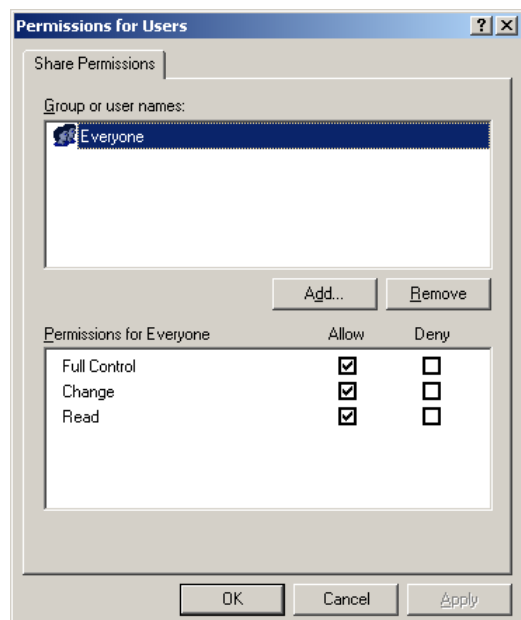 Permissions for Users
Share Permissions
Group or user names:
Everyone
Add... Remove
Permissions for Everyone Allow Deny
Full Control
Change
Read
OK Cancel Apply